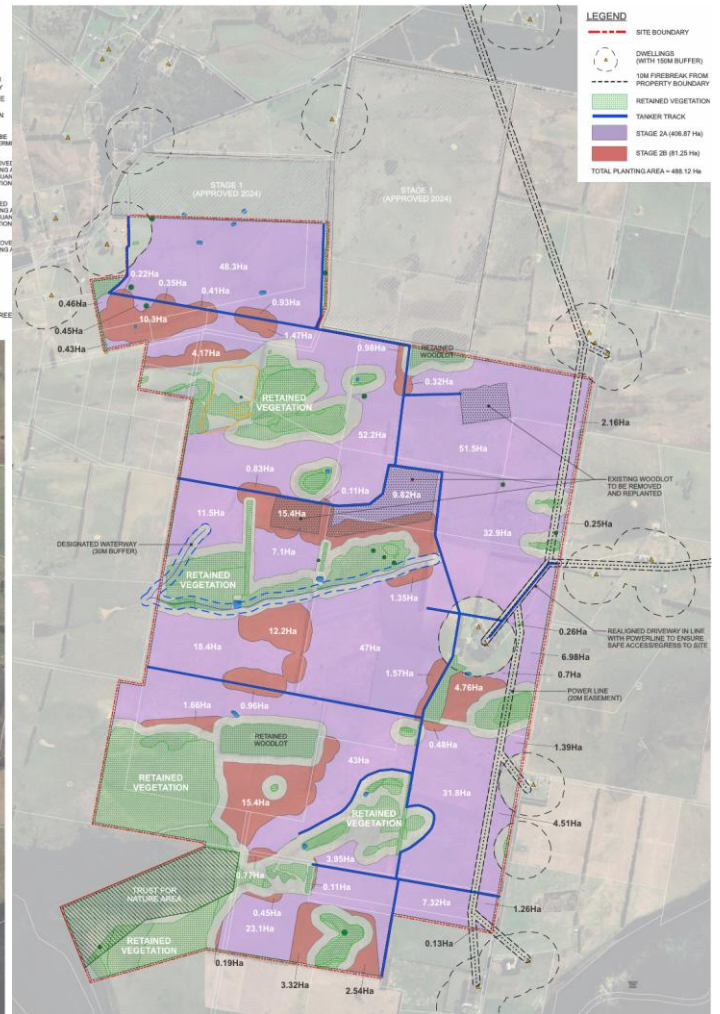 LEGEND
SITE BOUNDARY
DWELLINGS
(WITH 150M BUFFER)
10M FIREBREAK FROM
PROPERTY BOUNDARY
RETAINED VEGETATION
TANKER TRACK
STAGE 2A (406.87 Ha)
STAGE 2B (81.25 Ha)
TOTAL PLANTING AREA = 488.12 Ha
STAGE 1
(APPROVED 2024)
STAGE 1
(APPROVED 2024)
48.3Ha
0.22Ha
0.35Ha
0.41Ha
0.93Ha
0.46Ha
10.3Ha
0.45Ha
0.43Ha
1.47Ha
4.17Ha
0.98Ha
RETAINED
WOODLOT
0.32Ha
RETAINED
VEGETATION
52.2Ha
51.5Ha
2.16Ha
0.83Ha
0.11Ha
9.82Ha
EXISTING WOODLOT
TO BE REMOVED
AND REPLANTED
11.5Ha
15.4Ha
32.9Ha
0.25Ha
DESIGNATED WATERWAY
(30M BUFFER)
7.1Ha
RETAINED
VEGETATION
1.35Ha
12.2Ha
18.4Ha
47Ha
0.26Ha
REALIGNED DRIVEWAY IN LINE
WITH POWERLINE TO ENSURE
SAFE ACCESS/EGRESS TO SITE
6.98Ha
0.7Ha
1.57Ha
4.76Ha
POWER LINE
(20M EASEMENT)
1.66Ha
0.96Ha
RETAINED
WOODLOT
0.48Ha
1.39Ha
43Ha
RETAINED
VEGETATION
15.4Ha
31.8Ha
RETAINED
VEGETATION
4.51Ha
3.95Ha
0.77Ha
0.11Ha
TRUST FOR
NATURE AREA
7.32Ha
1.26Ha
0.45Ha
23.1Ha
0.13Ha
RETAINED
VEGETATION
0.19Ha
3.32Ha
2.54Ha